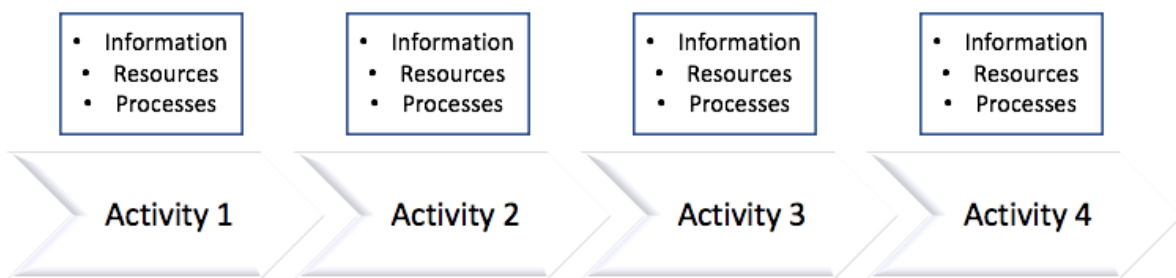 • Information
• Resources
• Processes
• Information
• Resources
• Processes
• Information
• Resources
• Processes
• Information
• Resources
• Processes
Activity 1
Activity 2
Activity 3
Activity 4